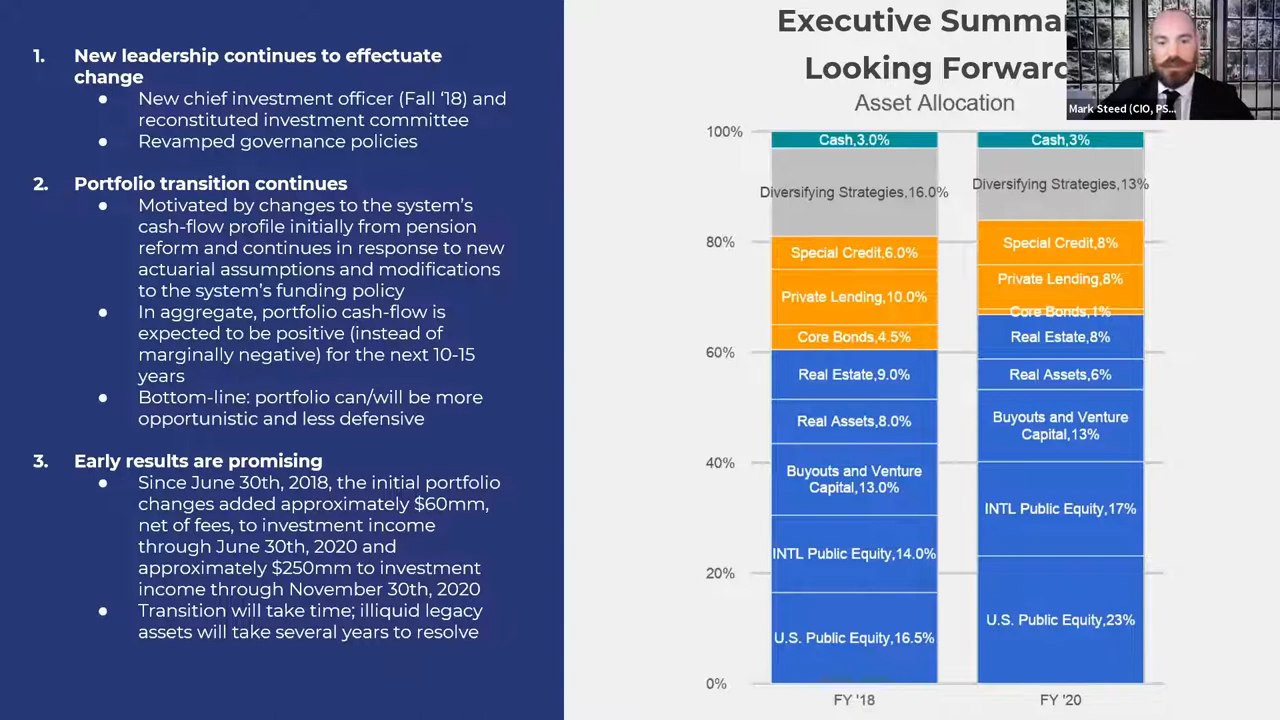 1. New leadership continues to effectuate
change
● New chief investment officer (Fall ‘18) and
reconstituted investment committee
● Revamped governance policies
2. Portfolio transition continues
● Motivated by changes to the system’s
cash-flow profile initially from pension
reform and continues in response to new
actuarial assumptions and modifications
to the system’s funding policy
● In aggregate, portfolio cash-flow is
expected to be positive (instead of
marginally negative) for the next 10-15
years
● Bottom-line: portfolio can/will be more
opportunistic and less defensive
3. Early results are promising
● Since June 30th, 2018, the initial portfolio
changes added approximately $60mm,
net of fees, to investment income
through June 30th, 2020 and
approximately $250mm to investment
income through November 30th, 2020
● Transition will take time; illiquid legacy
assets will take several years to resolve
Executive Summa
Looking Forward
Asset Allocation
Mark Steed (CIO, PS...
100%
80%
60%
40%
20%
0%
Cash,3.0%
Diversifying Strategies,16.0%
Special Credit,6.0%
Private Lending,10.0%
Core Bonds,4.5%
Real Estate,9.0%
Real Assets,8.0%
Buyouts and Venture
Capital,13.0%
INTL Public Equity,14.0%
U.S. Public Equity,16.5%
FY '18
Cash,3%
Diversifying Strategies,13%
Special Credit,8%
Private Lending,8%
Core Bonds,1%
Real Estate,8%
Real Assets,6%
Buyouts and Venture
Capital,13%
INTL Public Equity,17%
U.S. Public Equity,23%
FY '20